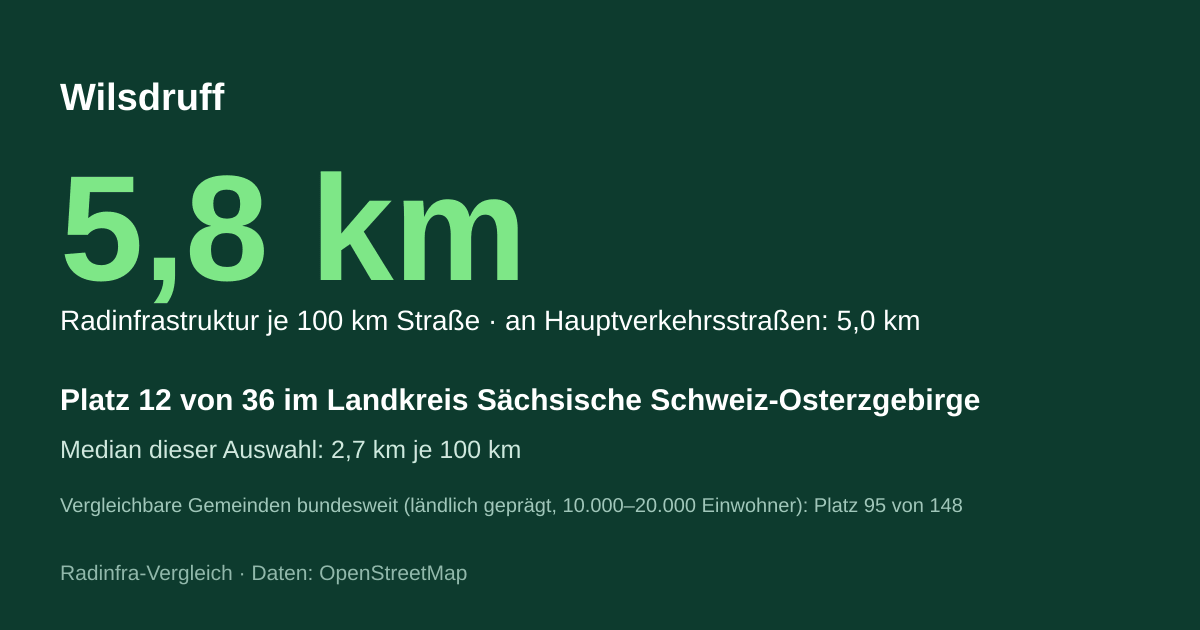 Wilsdruff
5,8 km
Radinfrastruktur je 100 km Straße · an Hauptverkehrsstraßen: 5,0 km
Platz 12 von 36 im Landkreis Sächsische Schweiz-Osterzgebirge
Median dieser Auswahl: 2,7 km je 100 km
Vergleichbare Gemeinden bundesweit (ländlich geprägt, 10.000–20.000 Einwohner): Platz 95 von 148
Radinfra-Vergleich · Daten: OpenStreetMap